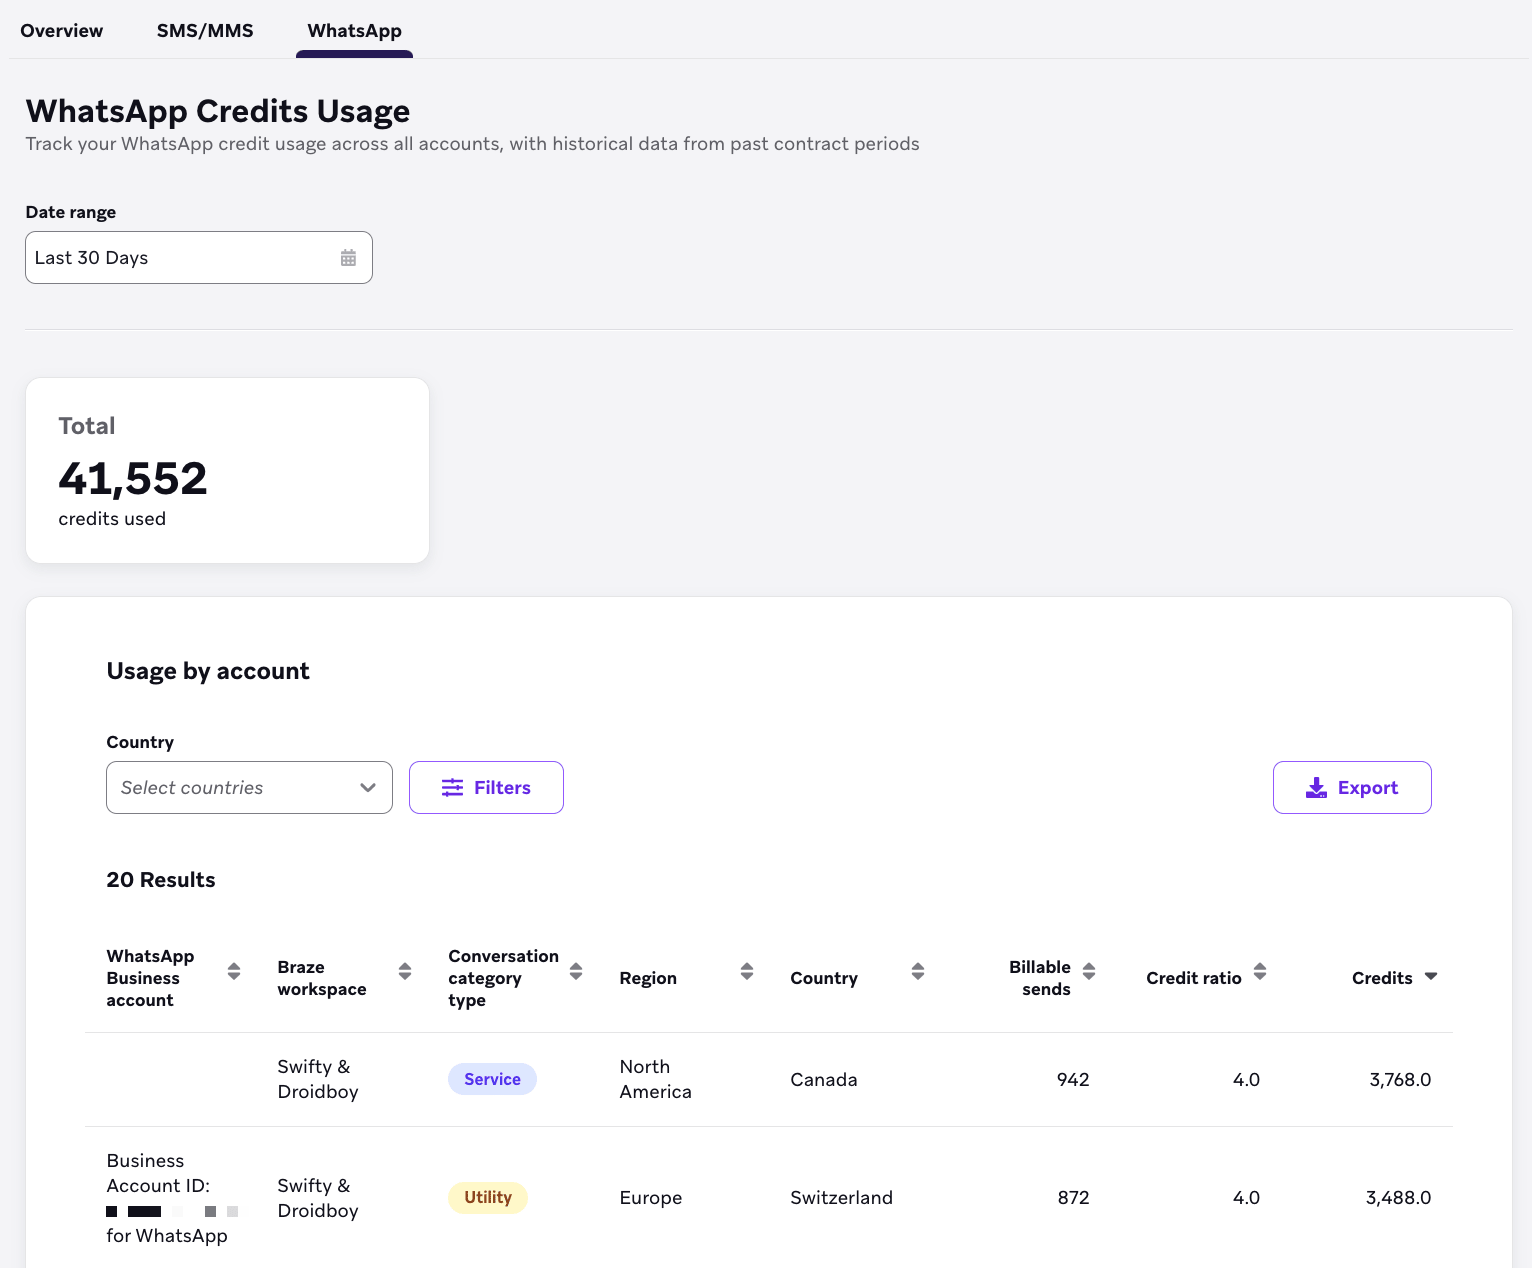 Overview SMS/MMS WhatsApp
WhatsApp Credits Usage
Track your WhatsApp credit usage across all accounts, with historical data from past contract periods
Date range
Last 30 Days
Total
41,552
credits used
Usage by account
Country
Select countries Filters Export
20 Results
WhatsApp Business account
Braze workspace
Conversation category type
Region
Country
Billable sends
Credit ratio
Credits
Swifty & Droidboy
Service
North America
Canada
942
4.0
3,768.0
Business Account ID:
for WhatsApp
Swifty & Droidboy
Utility
Europe
Switzerland
872
4.0
3,488.0